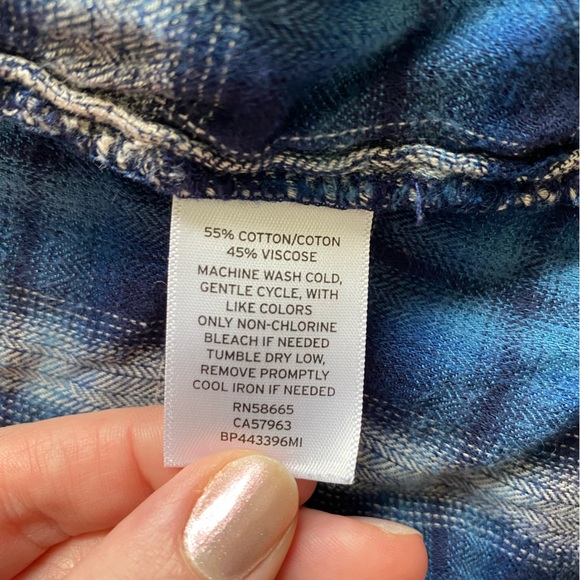 55% COTTON/COTON
45% VISCOSE
MACHINE WASH COLD,
GENTLE CYCLE, WITH
LIKE COLORS
ONLY NON-CHLORINE
BLEACH IF NEEDED
TUMBLE DRY LOW,
REMOVE PROMPTLY
COOL IRON IF NEEDED
RN58665
CA57963
BP443396MI